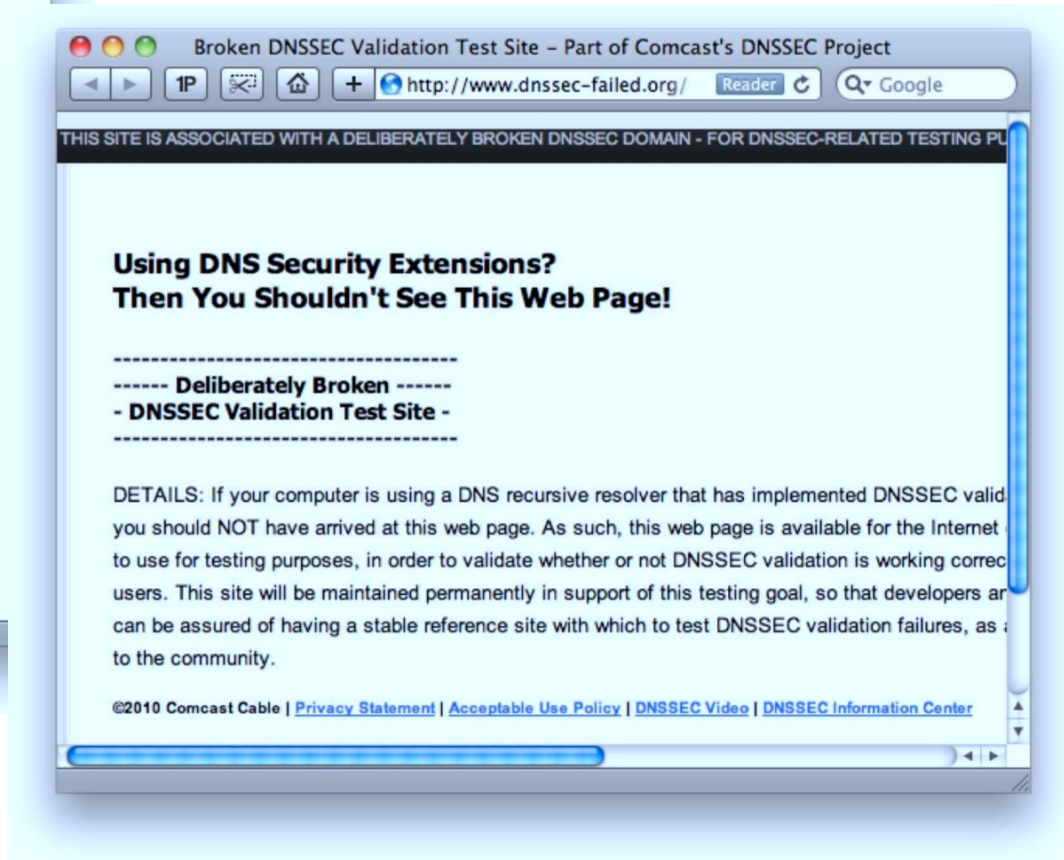 Broken DNSSEC Validation Test Site – Part of Comcast's DNSSEC Project
1P + http://www.dnssec-failed.org/ Reader Google
THIS SITE IS ASSOCIATED WITH A DELIBERATELY BROKEN DNSSEC DOMAIN - FOR DNSSEC-RELATED TESTING
Using DNS Security Extensions?
Then You Shouldn't See This Web Page!
-------------------------------------
------ Deliberately Broken ------
- DNSSEC Validation Test Site -
-------------------------------------
DETAILS: If your computer is using a DNS recursive resolver that has implemented DNSSEC
you should NOT have arrived at this web page. As such, this web page is available for the Internet
to use for testing purposes, in order to validate whether or not DNSSEC validation is working
users. This site will be maintained permanently in support of this testing goal, so that developers
can be assured of having a stable reference site with which to test DNSSEC validation failures, as
to the community.
©2010 Comcast Cable | Privacy Statement | Acceptable Use Policy | DNSSEC Video | DNSSEC Information Center